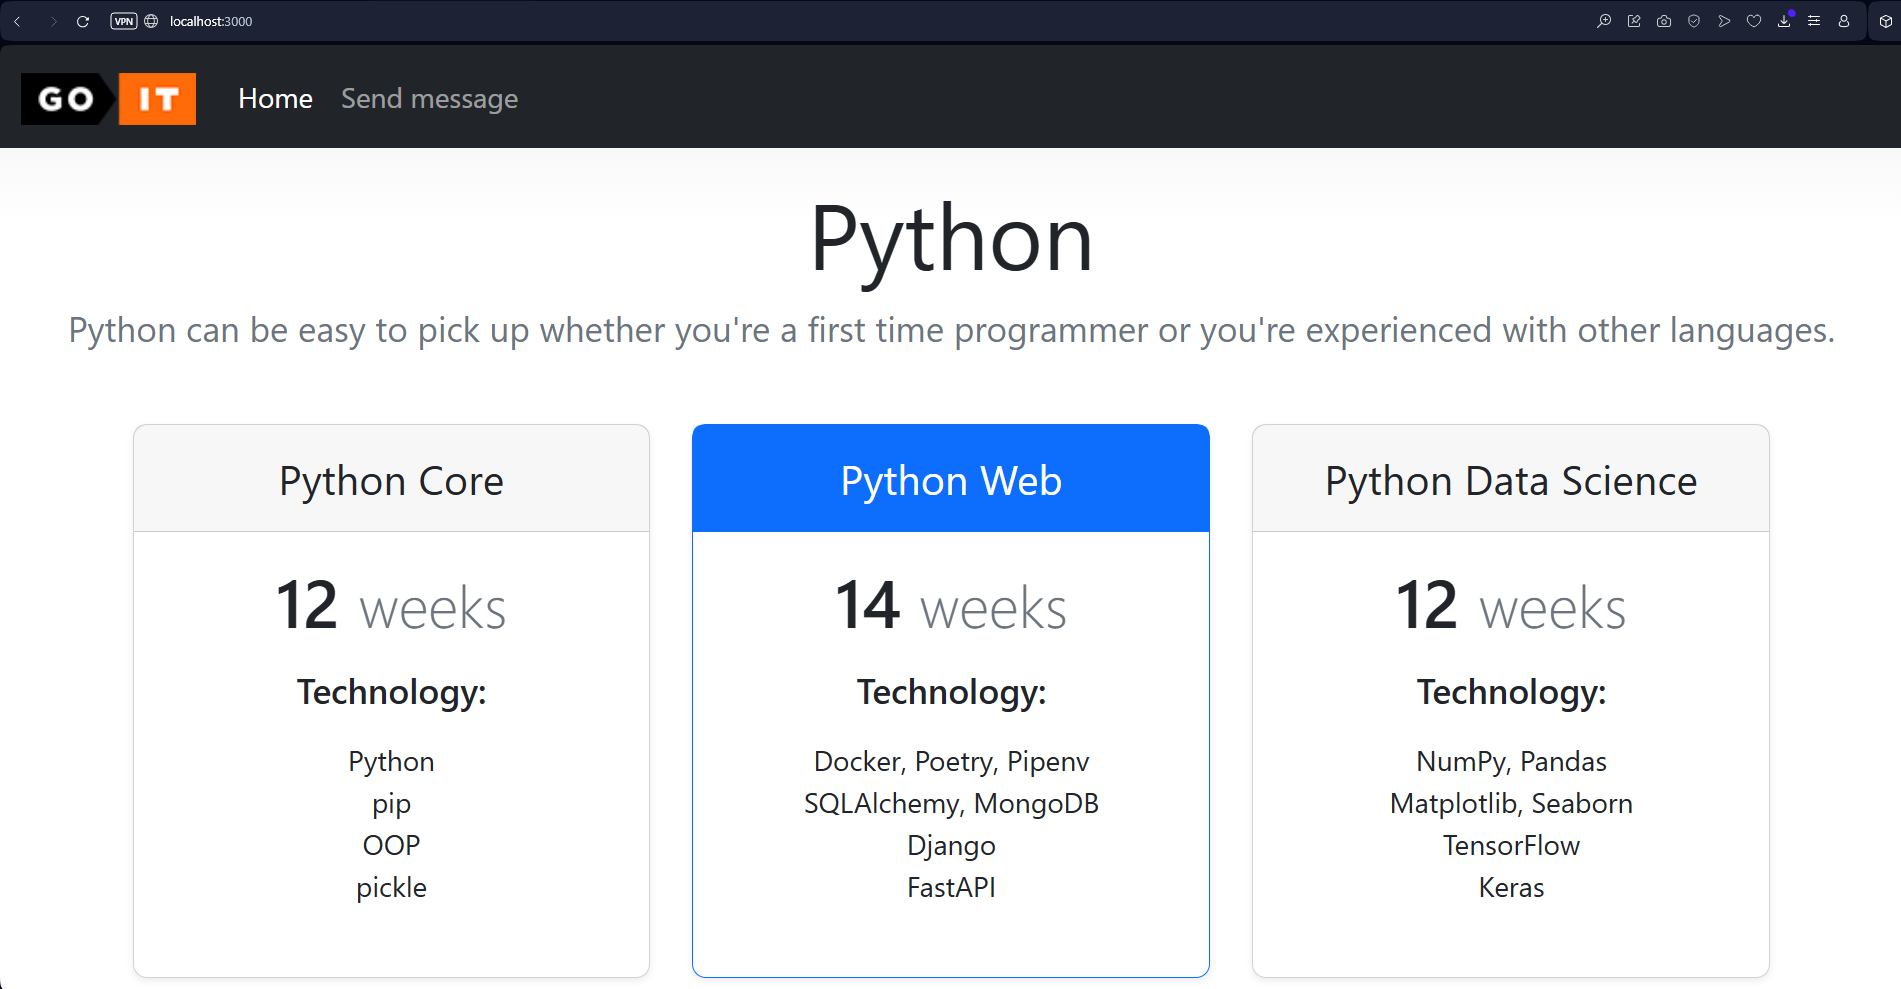 VPN localhost:3000
GO IT Home Send message
Python
Python can be easy to pick up whether you're a first time programmer or you're experienced with other languages.
Python Core
12 weeks
Technology:
Python
pip
OOP
pickle
Python Web
14 weeks
Technology:
Docker, Poetry, Pipenv
SQLAlchemy, MongoDB
Django
FastAPI
Python Data Science
12 weeks
Technology:
NumPy, Pandas
Matplotlib, Seaborn
TensorFlow
Keras